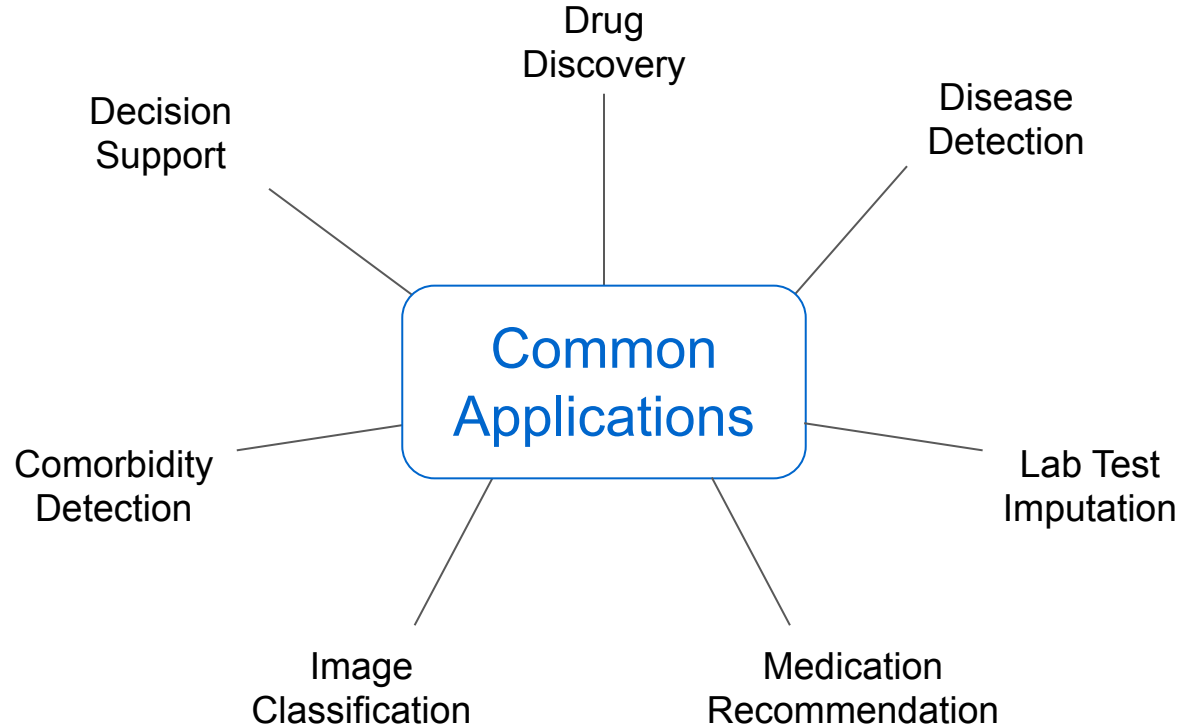 Drug
Discovery
Decision
Support
Disease
Detection
Common
Applications
Comorbidity
Detection
Lab Test
Imputation
Image
Classification
Medication
Recommendation